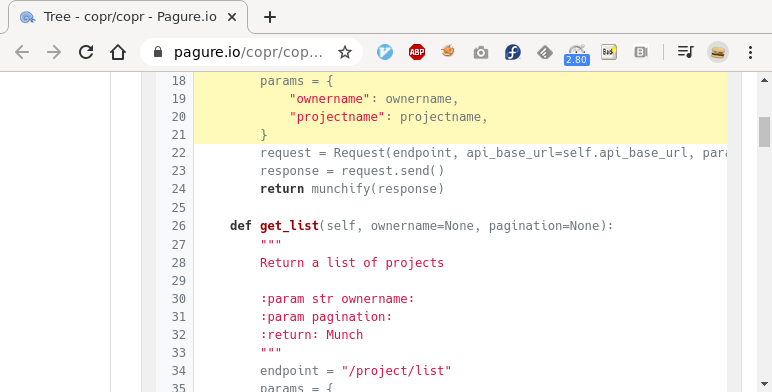 Tree - copr/copr - Pagure.io
pagure.io/copr/cop...
ABP
2.80
Bad
18 params = {
19 "ownername": ownername,
20 "projectname": projectname,
21 }
22 request = Request(endpoint, api_base_url=self.api_base_url, para
23 response = request.send()
24 return munchify(response)
25
26 def get_list(self, ownername=None, pagination=None):
27 """
28 Return a list of projects
29
30 :param str ownername:
31 :param pagination:
32 :return: Munch
33 """
34 endpoint = "/project/list"
35 params = {